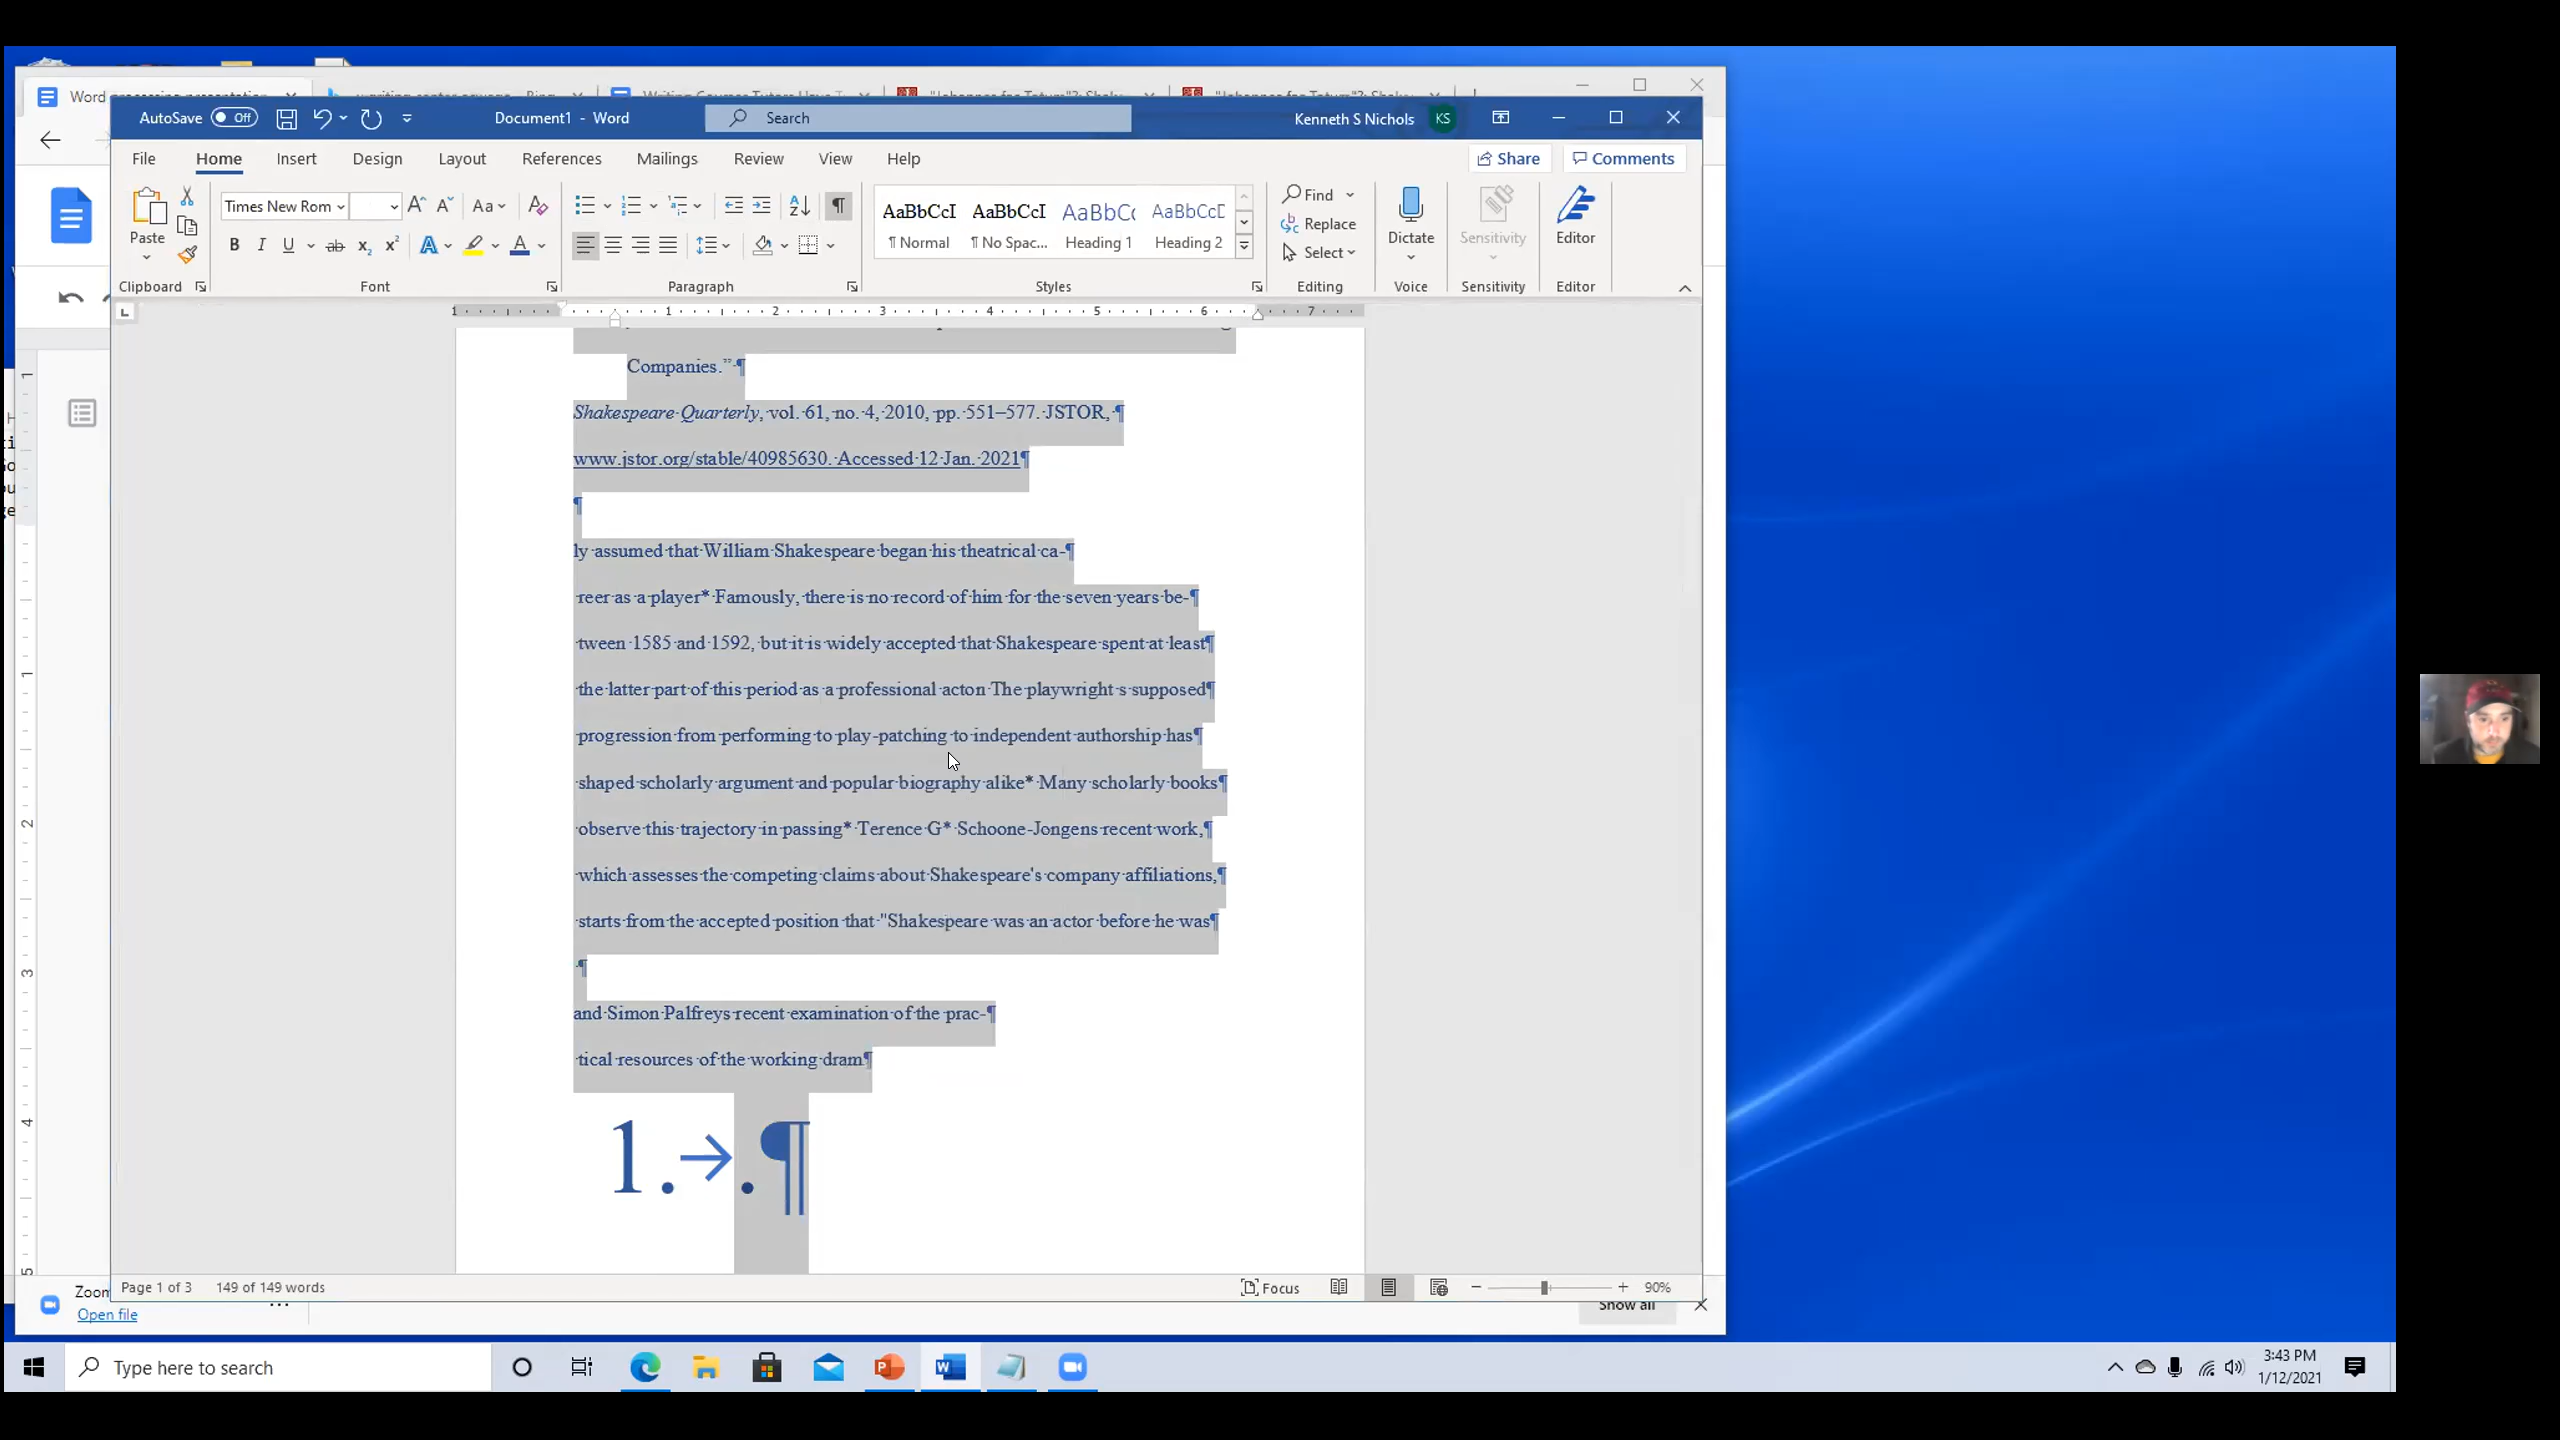 Word processing presentation
writing center oswego - Bing
Writing Courses Tutors Have T
AutoSave Off
Document1 - Word
Search
Kenneth S Nichols KS
File Home Insert Design Layout References Mailings Review View Help
Share Comments
Paste
Times New Rom
Aa
AaBbCcI AaBbCcI AaBbCc AaBbCcD
¶ Normal ¶ No Spac... Heading 1 Heading 2
Find
Replace
Select
Dictate Sensitivity Editor
Clipboard Font Paragraph Styles Editing Voice Sensitivity Editor
1 1 2 3 4 5 6 7
Companies.” ¶
Shakespeare Quarterly, vol. 61, no. 4, 2010, pp. 551–577. JSTOR, ¶
www.jstor.org/stable/40985630. Accessed 12 Jan. 2021¶
¶
ly assumed that William Shakespeare began his theatrical ca-¶
reer as a player* Famously, there is no record of him for the seven years be-¶
tween 1585 and 1592, but it is widely accepted that Shakespeare spent at least¶
the latter part of this period as a professional acton The playwright s supposed¶
progression from performing to play-patching to independent authorship has¶
shaped scholarly argument and popular biography alike* Many scholarly books¶
observe this trajectory in passing* Terence G* Schoone-Jongens recent work,¶
which assesses the competing claims about Shakespeare's company affiliations,¶
starts from the accepted position that "Shakespeare was an actor before he was¶
¶
and Simon Palfreys recent examination of the prac-¶
tical resources of the working dram¶
1.→. ¶
Page 1 of 3 149 of 149 words
Focus
90%
Zoom
Open file
Show all
Type here to search
3:43 PM
1/12/2021